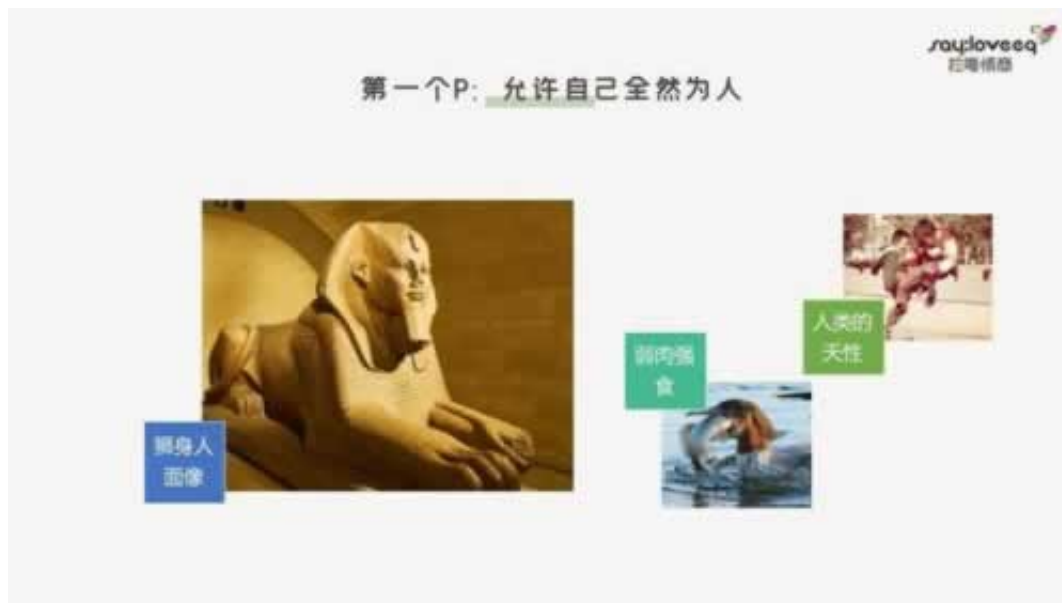 sayloveeq
第一个P: 允许自己全然为人
人类的
天性
弱肉强
食
狮身人
面像